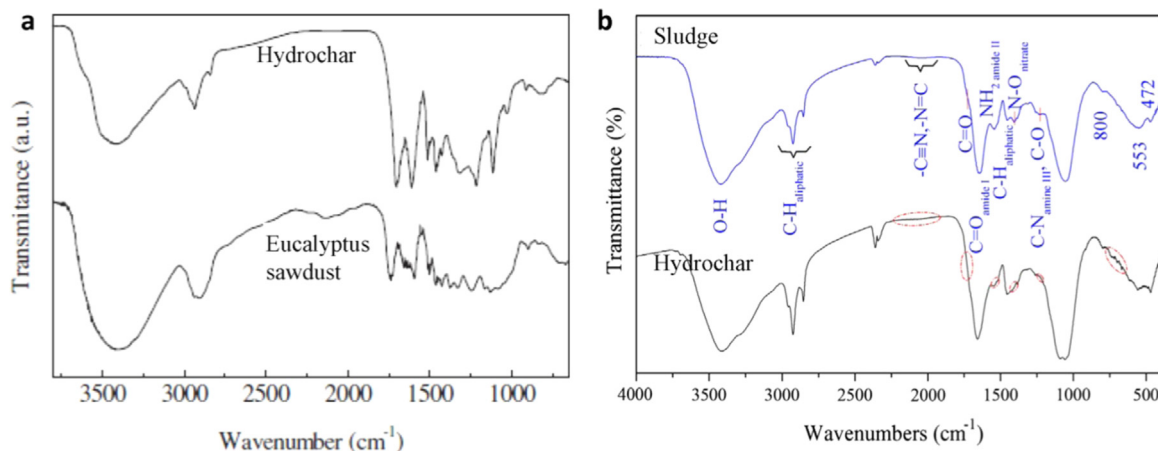 a
Hydrochar
Eucalyptus
sawdust
Transmitance (a.u.)
3500 3000 2500 2000 1500 1000
Wavenumber (cm⁻¹)
b
Sludge
Transmittance (%)
O-H
C-H aliphatic
-C≡N,-N=C
C=O
C=O amide I
NH2 amide II
C-H aliphatic
N-O nitrate
C-N amine III, C-O
800
553
472
Hydrochar
4000 3500 3000 2500 2000 1500 1000 500
Wavenumbers (cm⁻¹)